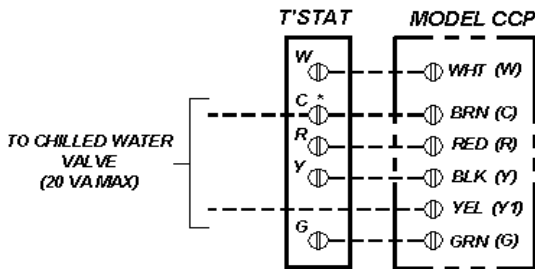 T'STAT MODEL CCP
W WHT (W)
C * BRN (C)
R RED (R)
TO CHILLED WATER
VALVE
(20 VA MAX)
Y BLK (Y)
YEL (Y1)
G GRN (G)